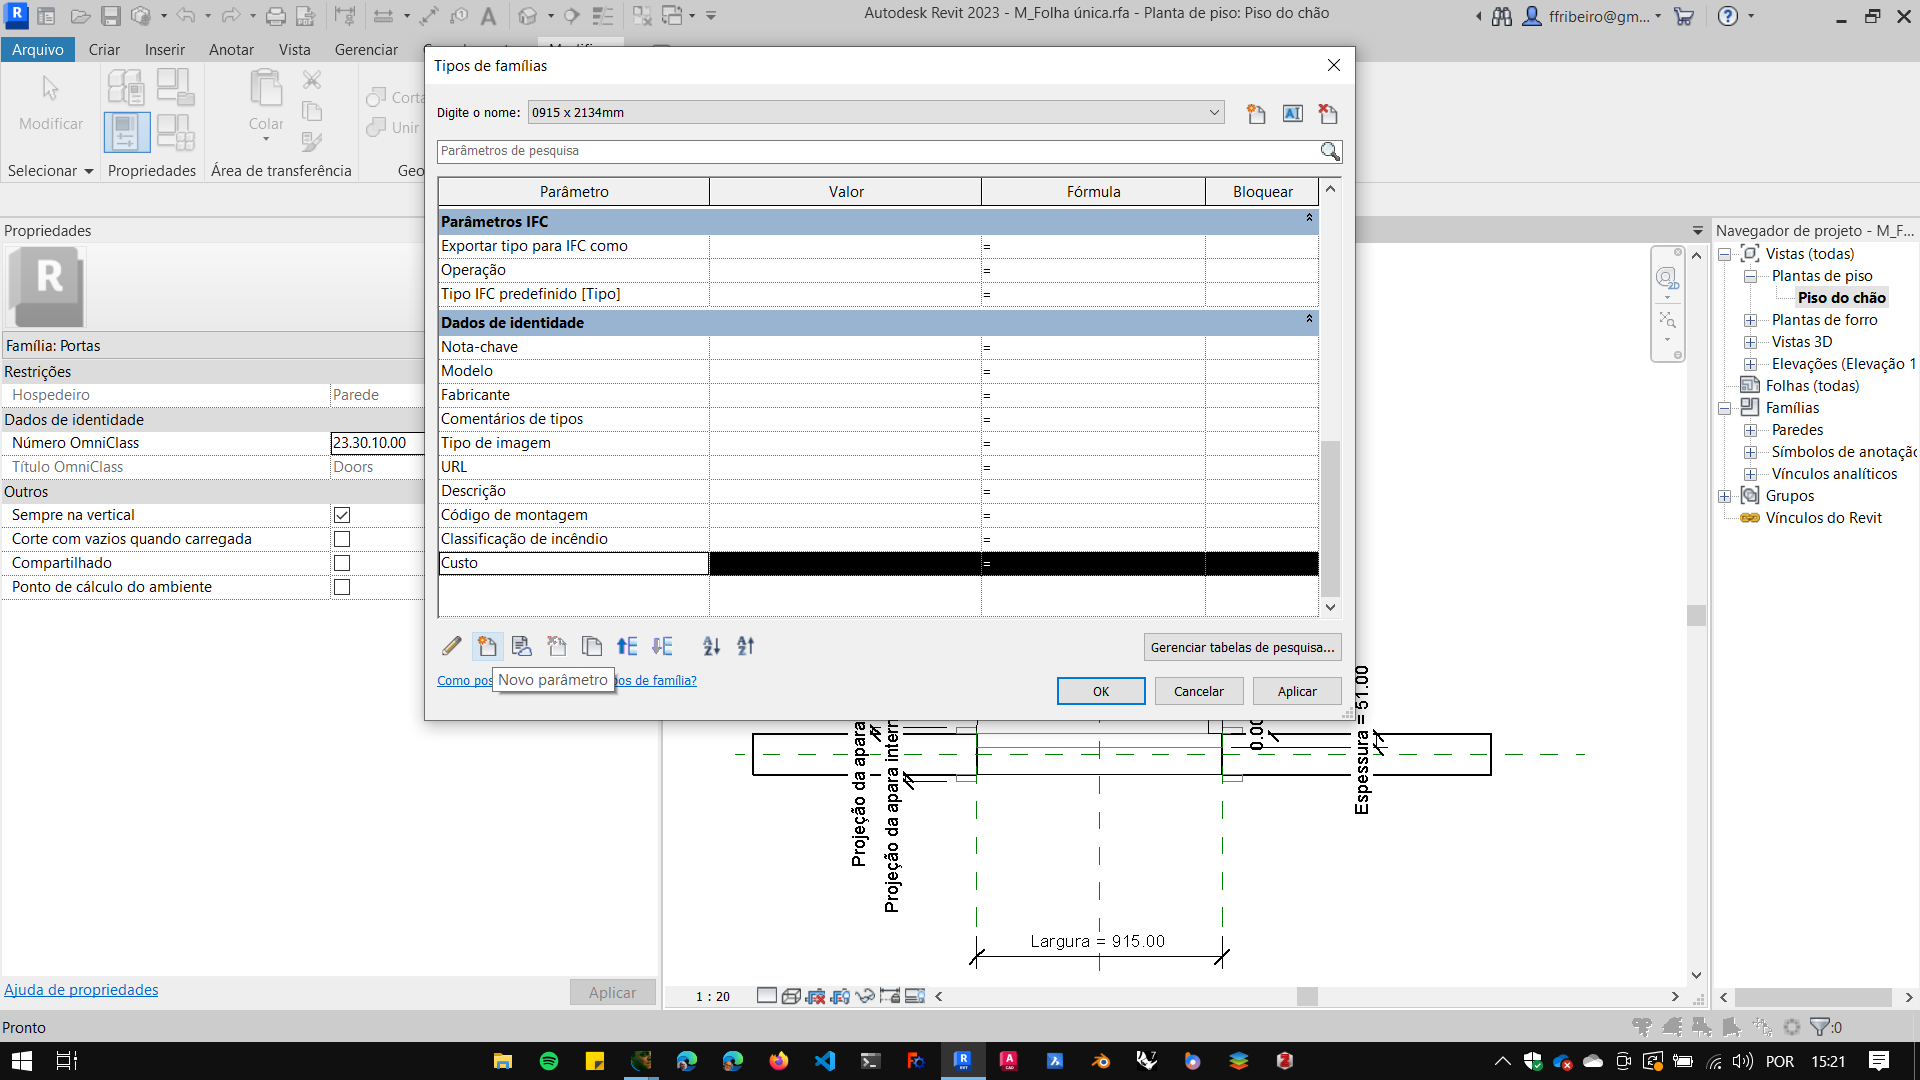 Autodesk Revit 2023 - M_Folha única.rfa - Planta de piso: Piso do chão
ffribeiro@gm...
Arquivo
Criar
Inserir
Anotar
Vista
Gerenciar
Modificar
Colar
Corta
Unir
Selecionar
Propriedades
Área de transferência
Geo
Propriedades
Família: Portas
Restrições
Hospedeiro
Parede
Dados de identidade
Número OmniClass
23.30.10.00
Título OmniClass
Doors
Outros
Sempre na vertical
Corte com vazios quando carregada
Compartilhado
Ponto de cálculo do ambiente
Ajuda de propriedades
Aplicar
Tipos de famílias
Digite o nome:
0915 x 2134mm
Parâmetros de pesquisa
Parâmetro
Valor
Fórmula
Bloquear
Parâmetros IFC
Exportar tipo para IFC como
=
Operação
=
Tipo IFC predefinido [Tipo]
=
Dados de identidade
Nota-chave
=
Modelo
=
Fabricante
=
Comentários de tipos
=
Tipo de imagem
=
URL
=
Descrição
=
Código de montagem
=
Classificação de incêndio
=
Custo
=
Gerenciar tabelas de pesquisa...
Como pos
Novo parâmetro
os de família?
OK
Cancelar
Aplicar
Projeção da apara
Projeção da apara intern
0.00
Espessura = 51.00
Largura = 915.00
1 : 20
Navegador de projeto - M_F...
Vistas (todas)
Plantas de piso
Piso do chão
Plantas de forro
Vistas 3D
Elevações (Elevação 1
Folhas (todas)
Famílias
Paredes
Símbolos de anotação
Vínculos analíticos
Grupos
Vínculos do Revit
Pronto
:0
POR
15:21